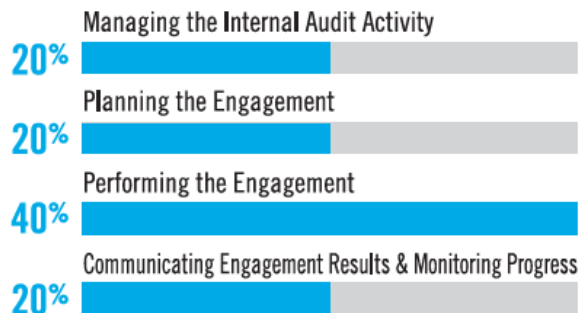 Managing the Internal Audit Activity
20%
Planning the Engagement
20%
Performing the Engagement
40%
Communicating Engagement Results & Monitoring Progress
20%